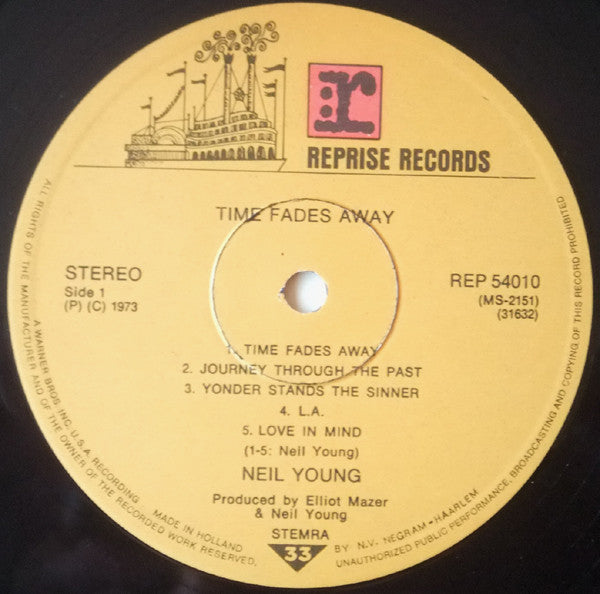 r
REPRISE RECORDS
TIME FADES AWAY
STEREO
Side 1
(P) (C) 1973
REP 54010
(MS-2151)
(31632)
1. TIME FADES AWAY
2. JOURNEY THROUGH THE PAST
3. YONDER STANDS THE SINNER
4. L.A.
5. LOVE IN MIND
(1-5: Neil Young)
NEIL YOUNG
Produced by Elliot Mazer
& Neil Young
STEMRA
33
ALL RIGHTS OF THE MANUFACTURER AND OF THE OWNER OF THE RECORDED WORK RESERVED.
UNAUTHORIZED PUBLIC PERFORMANCE, BROADCASTING AND COPYING OF THIS RECORD PROHIBITED
A WARNER BROS. INC. U.S.A. RECORDING
MADE IN HOLLAND
BY N.V. NEGRAM - HAARLEM